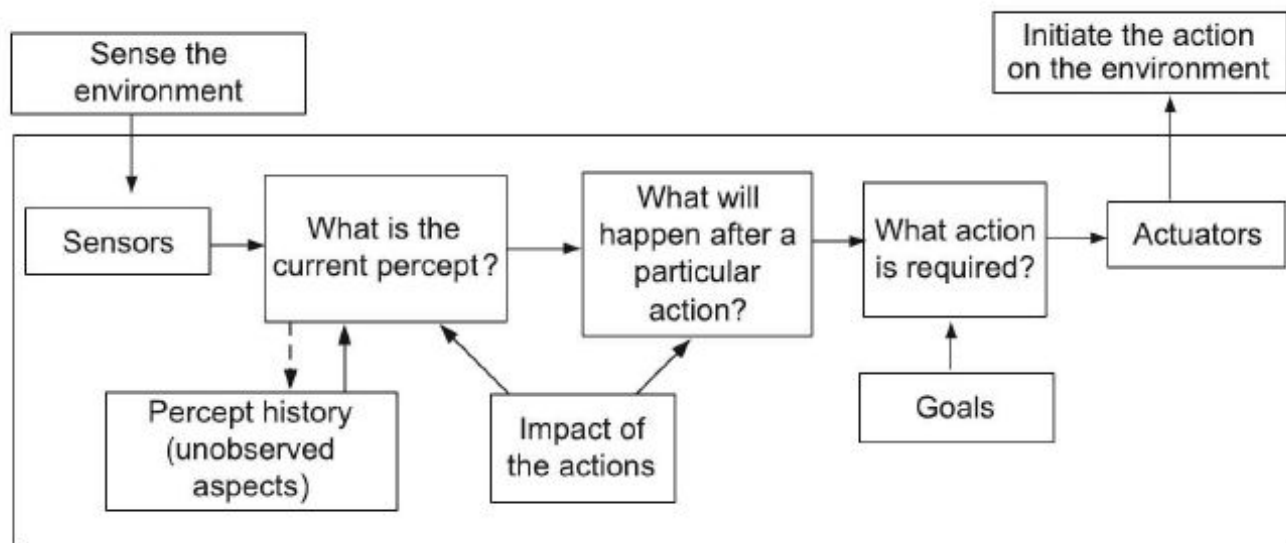 Sense the
environment
Initiate the action
on the environment
Sensors
What is the
current percept?
What will
happen after a
particular
action?
What action
is required?
Actuators
Percept history
(unobserved
aspects)
Impact of
the actions
Goals